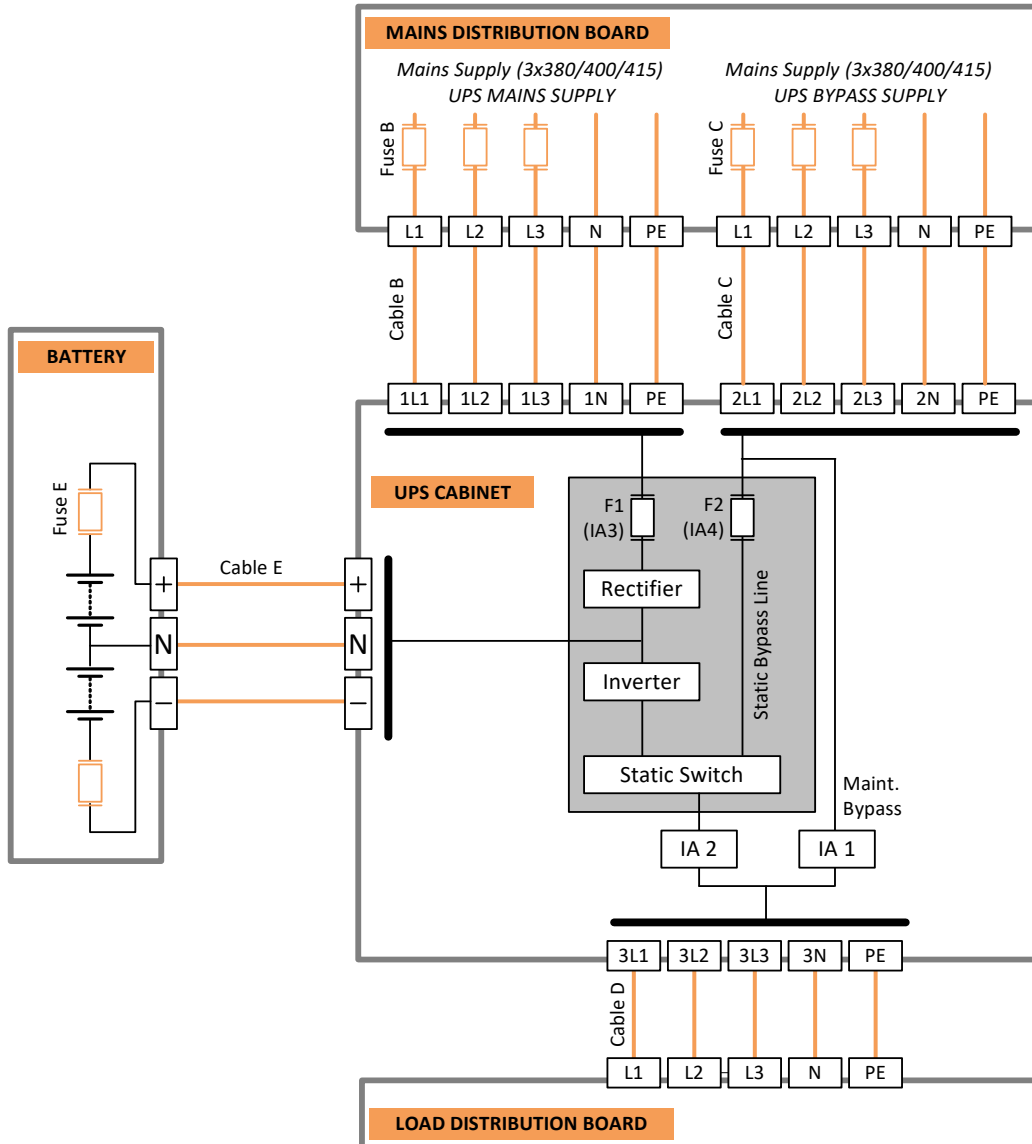 MAINS DISTRIBUTION BOARD
Mains Supply (3x380/400/415)
UPS MAINS SUPPLY
Mains Supply (3x380/400/415)
UPS BYPASS SUPPLY
Fuse B
Fuse C
L1 L2 L3 N PE
L1 L2 L3 N PE
Cable B
Cable C
BATTERY
1L1 1L2 1L3 1N PE
2L1 2L2 2L3 2N PE
UPS CABINET
Fuse E
F1
(IA3)
F2
(IA4)
Cable E
+
N
−
+
N
−
Rectifier
Inverter
Static Bypass Line
Static Switch
Maint.
Bypass
IA 2
IA 1
3L1 3L2 3L3 3N PE
Cable D
L1 L2 L3 N PE
LOAD DISTRIBUTION BOARD